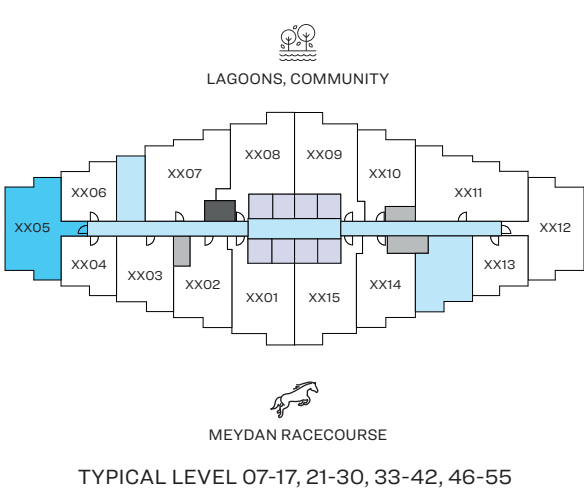 LAGOONS, COMMUNITY
XX08
XX09
XX07
XX10
XX06
XX11
XX05
XX12
XX04
XX03
XX02
XX01
XX15
XX14
XX13
MEYDAN RACECOURSE
TYPICAL LEVEL 07-17, 21-30, 33-42, 46-55